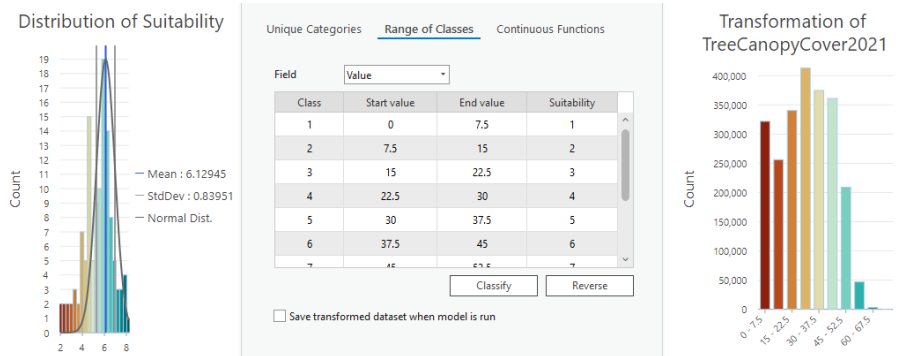 Distribution of Suitability
19
18
17
16
15
14
13
12
11
10
9
8
7
6
5
4
3
2
1
0
Count
2 4 6 8
Mean : 6.12945
StdDev : 0.83951
Normal Dist.
Unique Categories Range of Classes Continuous Functions
Field Value
Class Start value End value Suitability
1 0 7.5 1
2 7.5 15 2
3 15 22.5 3
4 22.5 30 4
5 30 37.5 5
6 37.5 45 6
7 45 52.5 7
Classify Reverse
Save transformed dataset when model is run
Transformation of
TreeCanopyCover2021
400,000
350,000
300,000
250,000
200,000
150,000
100,000
50,000
0
Count
0 - 7.5 15 - 22.5 30 - 37.5 45 - 52.5 60 - 67.5